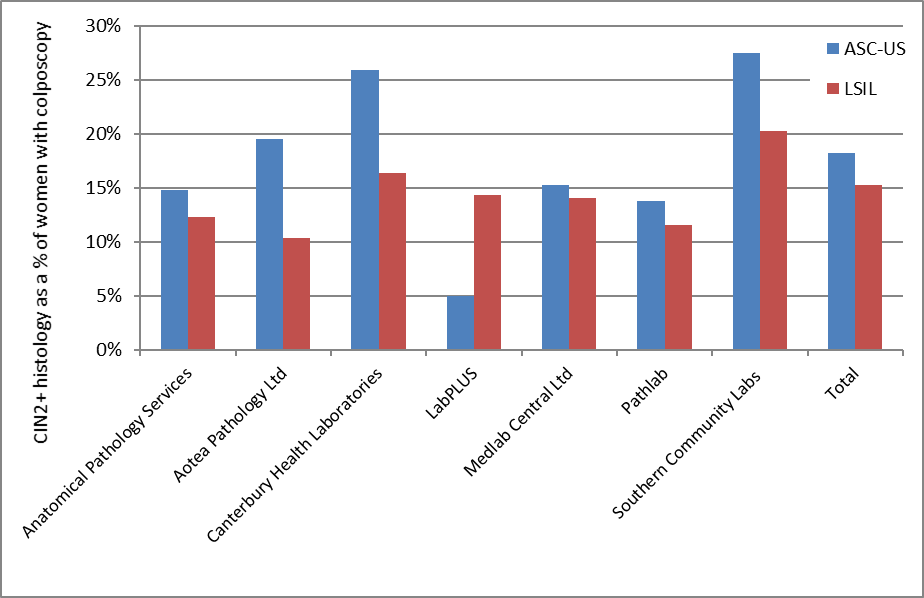 CIN2+ histology as a % of women with colposcopy
30%
25%
20%
15%
10%
5%
0%
ASC-US
LSIL
Anatomical Pathology Services
Aotea Pathology Ltd
Canterbury Health Laboratories
LabPLUS
Medlab Central Ltd
Pathlab
Southern Community Labs
Total